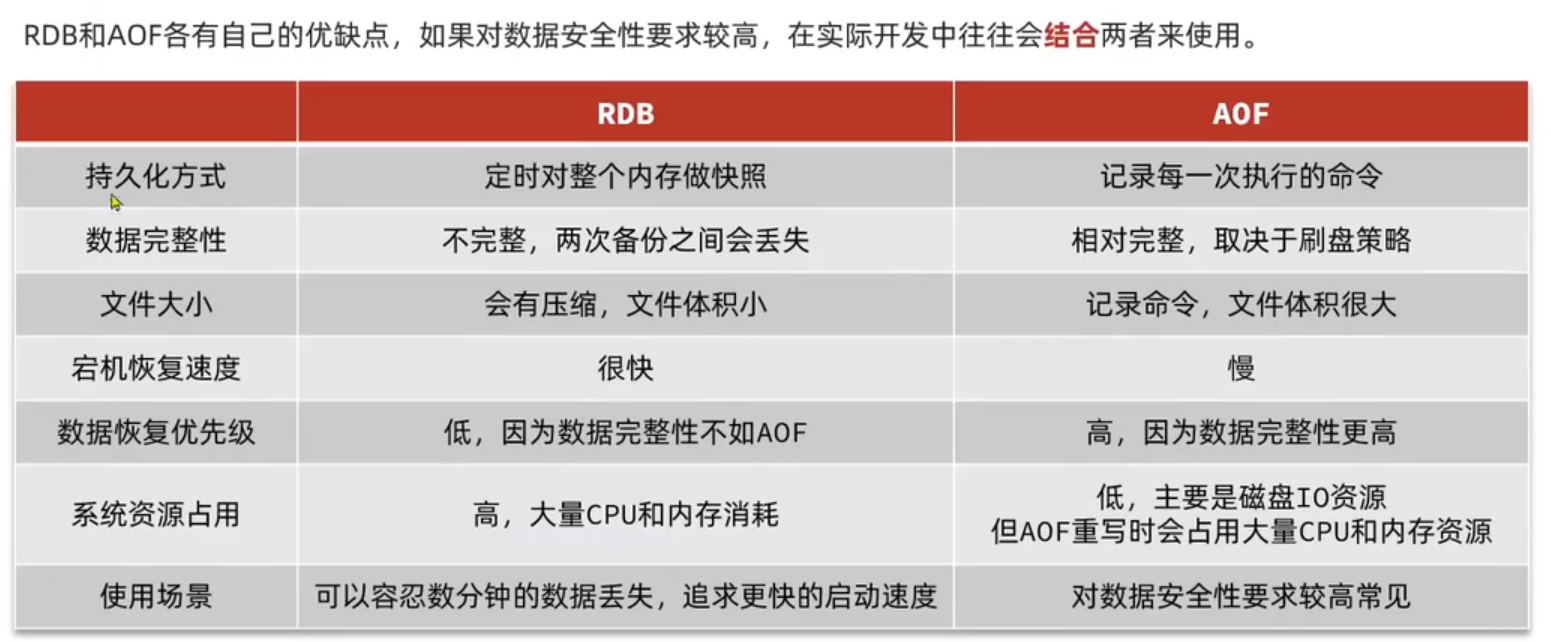 RDB和AOF各有自己的优缺点，如果对数据安全性要求较高，在实际开发中往往会结合两者来使用。
RDB AOF
持久化方式 定时对整个内存做快照 记录每一次执行的命令
数据完整性 不完整，两次备份之间会丢失 相对完整，取决于刷盘策略
文件大小 会有压缩，文件体积小 记录命令，文件体积很大
宕机恢复速度 很快 慢
数据恢复优先级 低，因为数据完整性不如AOF 高，因为数据完整性更高
系统资源占用 高，大量CPU和内存消耗 低，主要是磁盘IO资源
但AOF重写时会占用大量CPU和内存资源
使用场景 可以容忍数分钟的数据丢失，追求更快的启动速度 对数据安全性要求较高常见